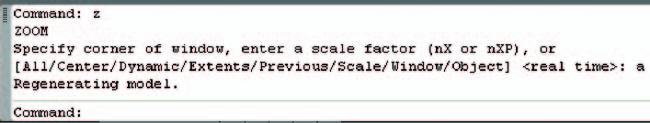 Command: z
ZOOM
Specify corner of window, enter a scale factor (nX or nXP), or
[All/Center/Dynamic/Extents/Previous/Scale/Window/Object] <real time>: a
Regenerating model.
Command: